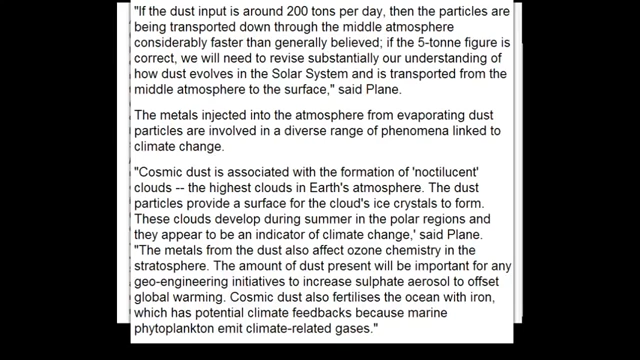 "If the dust input is around 200 tons per day, then the particles are
being transported down through the middle atmosphere
considerably faster than generally believed; if the 5-tonne figure is
correct, we will need to revise substantially our understanding of
how dust evolves in the Solar System and is transported from the
middle atmosphere to the surface," said Plane.
The metals injected into the atmosphere from evaporating dust
particles are involved in a diverse range of phenomena linked to
climate change.
"Cosmic dust is associated with the formation of 'noctilucent'
clouds -- the highest clouds in Earth's atmosphere. The dust
particles provide a surface for the cloud's ice crystals to form.
These clouds develop during summer in the polar regions and
they appear to be an indicator of climate change,' said Plane.
"The metals from the dust also affect ozone chemistry in the
stratosphere. The amount of dust present will be important for any
geo-engineering initiatives to increase sulphate aerosol to offset
global warming. Cosmic dust also fertilises the ocean with iron,
which has potential climate feedbacks because marine
phytoplankton emit climate-related gases."